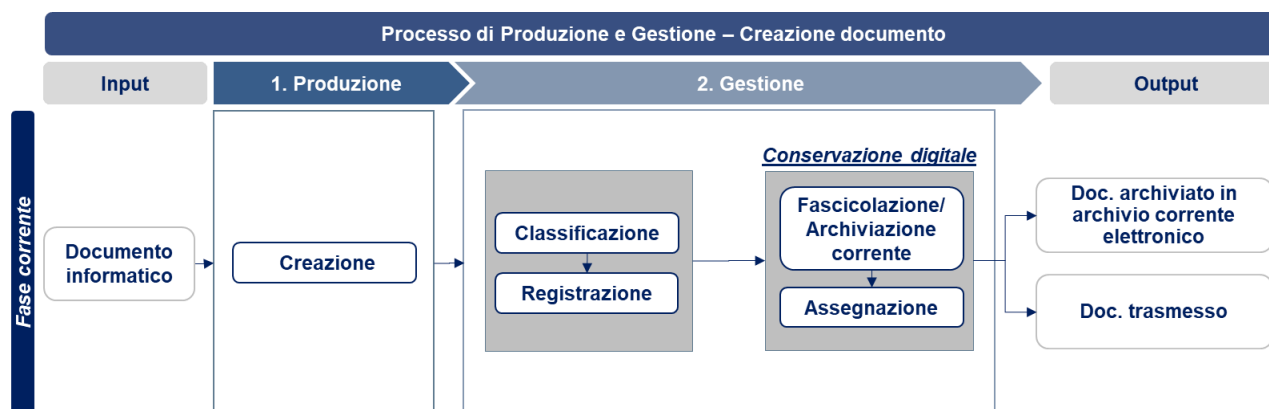 Processo di Produzione e Gestione – Creazione documento
Input
1. Produzione
2. Gestione
Output
Fase corrente
Documento
informatico
Creazione
Classificazione
Registrazione
Conservazione digitale
Fascicolazione/
Archiviazione
corrente
Assegnazione
Doc. archiviato in
archivio corrente
elettronico
Doc. trasmesso